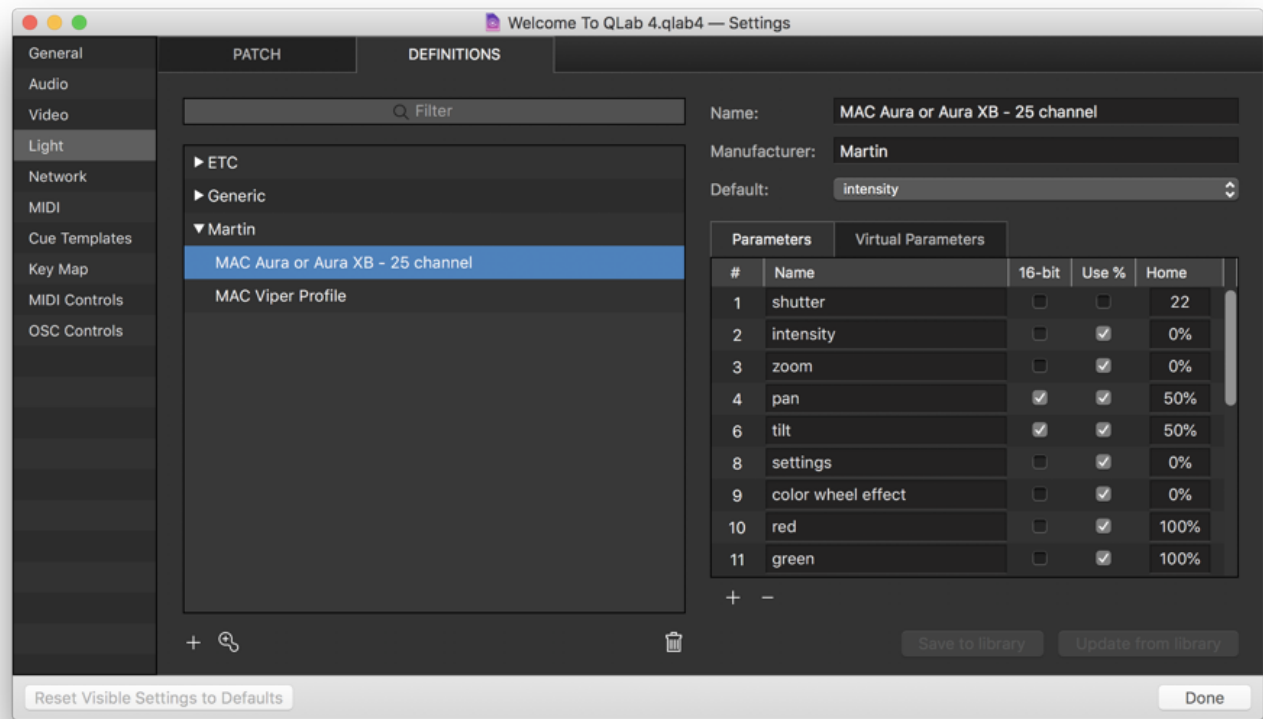 Welcome To QLab 4.qlab4 — Settings
General
Audio
Video
Light
Network
MIDI
Cue Templates
Key Map
MIDI Controls
OSC Controls
PATCH
DEFINITIONS
Filter
ETC
Generic
Martin
MAC Aura or Aura XB - 25 channel
MAC Viper Profile
Name: MAC Aura or Aura XB - 25 channel
Manufacturer: Martin
Default: intensity
Parameters Virtual Parameters
# Name 16-bit Use % Home
1 shutter 22
2 intensity 0%
3 zoom 0%
4 pan 50%
6 tilt 50%
8 settings 0%
9 color wheel effect 0%
10 red 100%
11 green 100%
Save to library Update from library
Reset Visible Settings to Defaults
Done